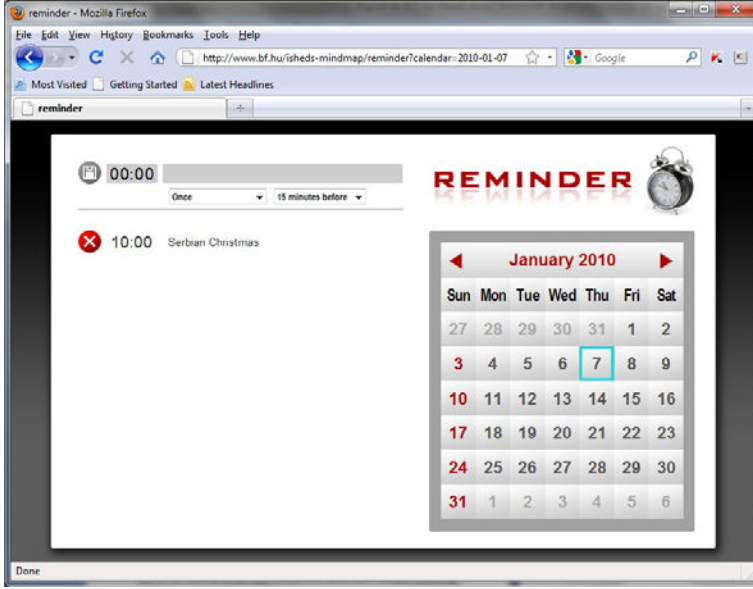 reminder - Mozilla Firefox
File Edit View History Bookmarks Tools Help
http://www.bf.hu/isheds-mindmap/reminder?calendar=2010-01-07
Google
Most Visited Getting Started Latest Headlines
reminder
00:00
Once 15 minutes before
REMINDER
10:00 Serbian Christmas
January 2010
Sun Mon Tue Wed Thu Fri Sat
27 28 29 30 31 1 2
3 4 5 6 7 8 9
10 11 12 13 14 15 16
17 18 19 20 21 22 23
24 25 26 27 28 29 30
31 1 2 3 4 5 6
Done